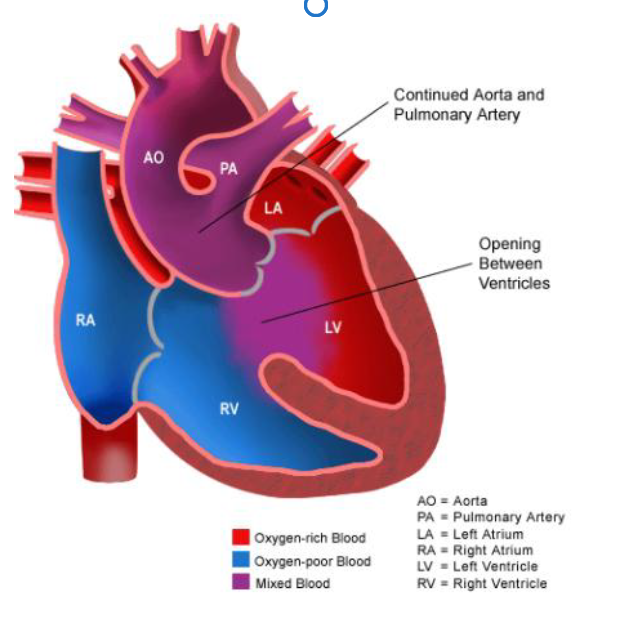 Continued Aorta and
Pulmonary Artery
AO
PA
LA
Opening
Between
Ventricles
RA
LV
RV
AO = Aorta
PA = Pulmonary Artery
LA = Left Atrium
RA = Right Atrium
LV = Left Ventricle
RV = Right Ventricle
Oxygen-rich Blood
Oxygen-poor Blood
Mixed Blood